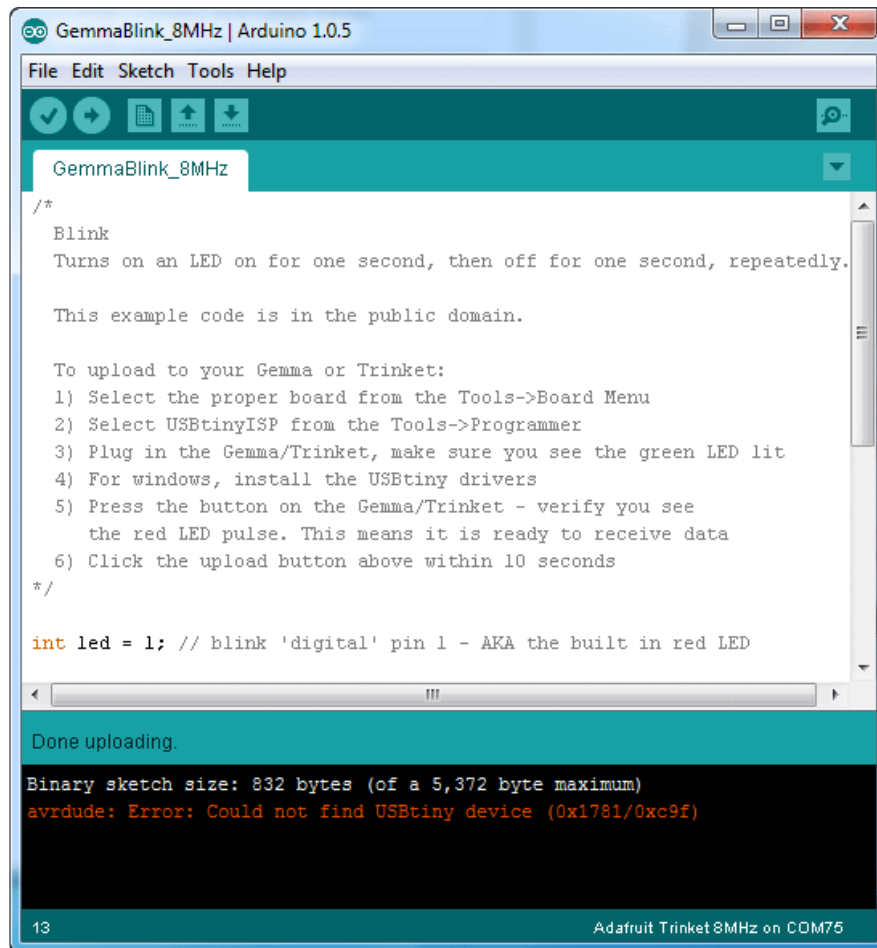 GemmaBlink_8MHz | Arduino 1.0.5
File Edit Sketch Tools Help
GemmaBlink_8MHz
/*
Blink
Turns on an LED on for one second, then off for one second, repeatedly.
This example code is in the public domain.
To upload to your Gemma or Trinket:
1) Select the proper board from the Tools->Board Menu
2) Select USBtinyISP from the Tools->Programmer
3) Plug in the Gemma/Trinket, make sure you see the green LED lit
4) For windows, install the USBtiny drivers
5) Press the button on the Gemma/Trinket - verify you see
the red LED pulse. This means it is ready to receive data
6) Click the upload button above within 10 seconds
*/
int led = 1; // blink 'digital' pin 1 - AKA the built in red LED
Done uploading.
Binary sketch size: 832 bytes (of a 5,372 byte maximum)
avrdude: Error: Could not find USBtiny device (0x1781/0xc9f)
13 Adafruit Trinket 8MHz on COM75